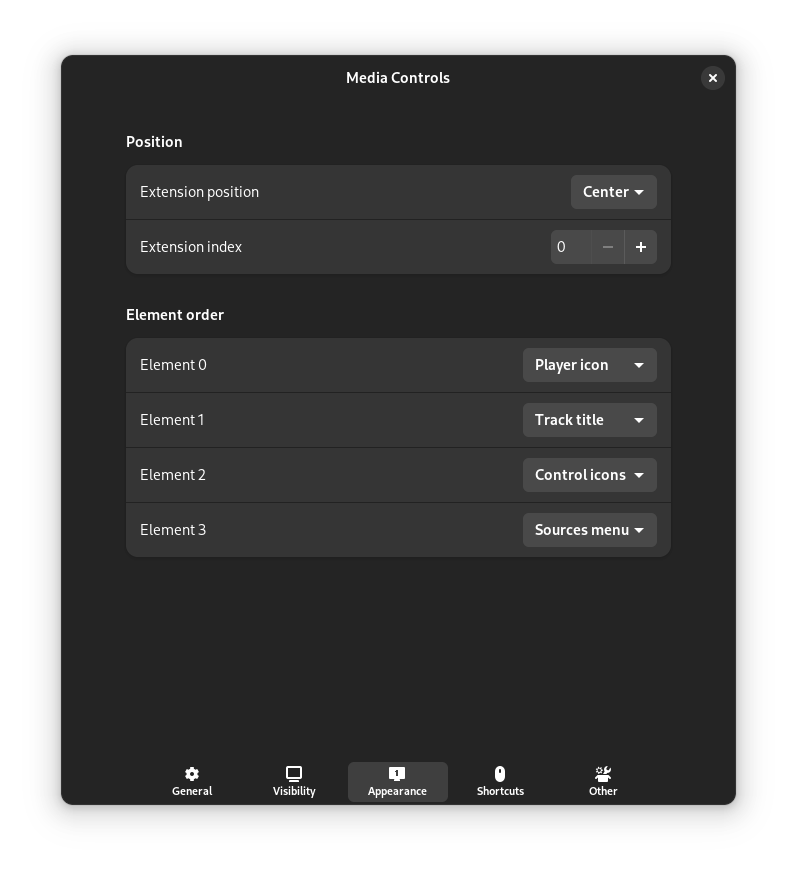 Media Controls
Position
Extension position Center
Extension index 0
Element order
Element 0 Player icon
Element 1 Track title
Element 2 Control icons
Element 3 Sources menu
General Visibility Appearance Shortcuts Other